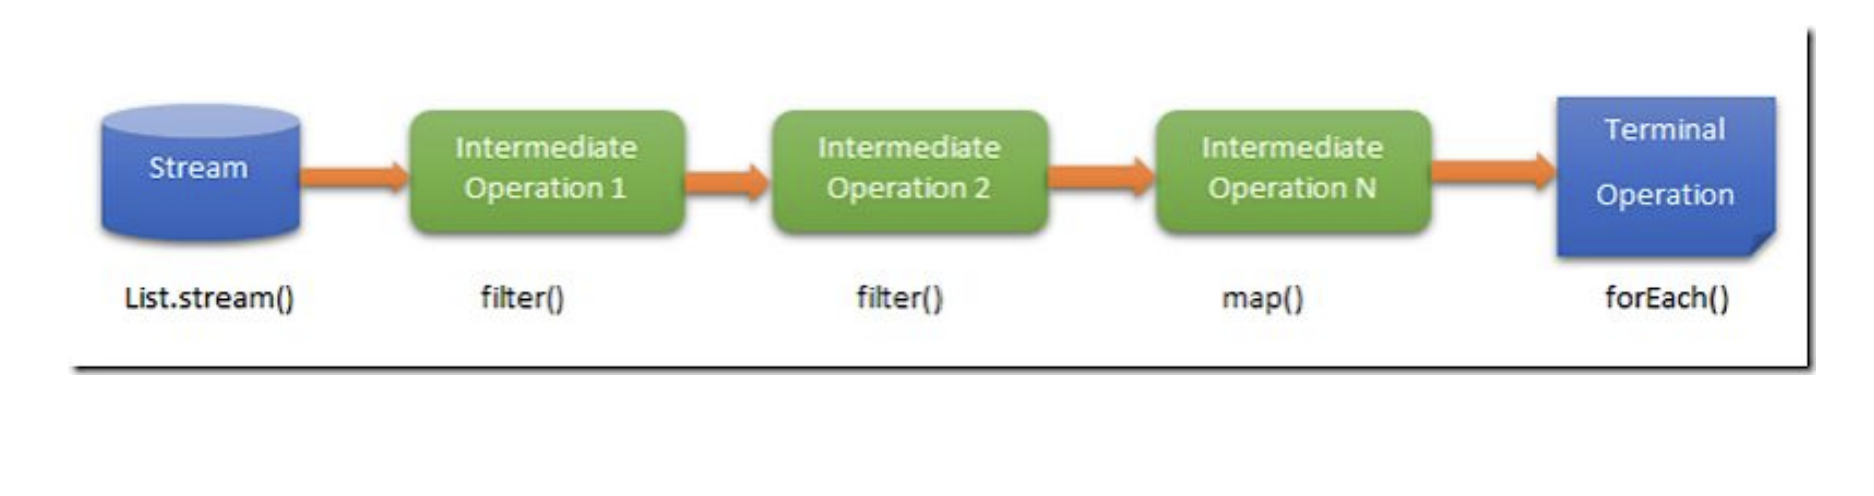 Stream
Intermediate
Operation 1
Intermediate
Operation 2
Intermediate
Operation N
Terminal
Operation
List.stream()
filter()
filter()
map()
forEach()